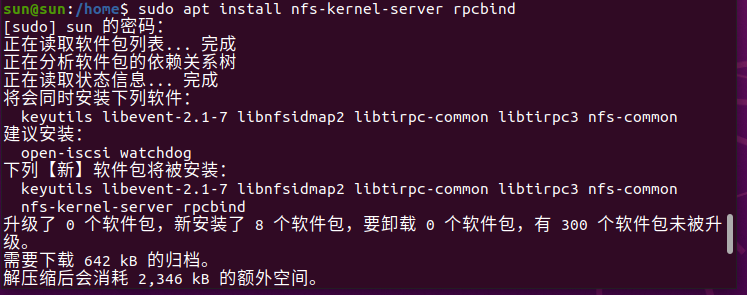 sun@sun:/home$ sudo apt install nfs-kernel-server rpcbind
[sudo] sun 的密码：
正在读取软件包列表... 完成
正在分析软件包的依赖关系树
正在读取状态信息... 完成
将会同时安装下列软件：
keyutils libevent-2.1-7 libnfsidmap2 libtirpc-common libtirpc3 nfs-common
建议安装：
open-iscsi watchdog
下列【新】软件包将被安装：
keyutils libevent-2.1-7 libnfsidmap2 libtirpc-common libtirpc3 nfs-common
nfs-kernel-server rpcbind
升级了 0 个软件包，新安装了 8 个软件包，要卸载 0 个软件包，有 300 个软件包未被升
级。
需要下载 642 kB 的归档。
解压缩后会消耗 2,346 kB 的额外空间。